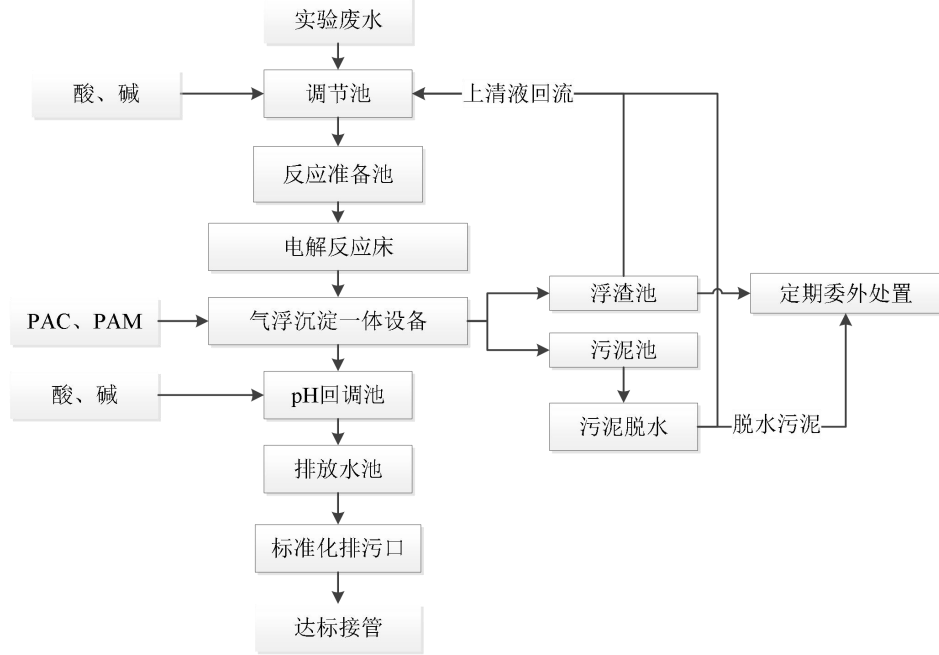 实验废水
酸、碱
调节池
上清液回流
反应准备池
电解反应床
浮渣池
定期委外处置
PAC、PAM
气浮沉淀一体设备
污泥池
酸、碱
pH回调池
污泥脱水
脱水污泥
排放水池
标准化排污口
达标接管